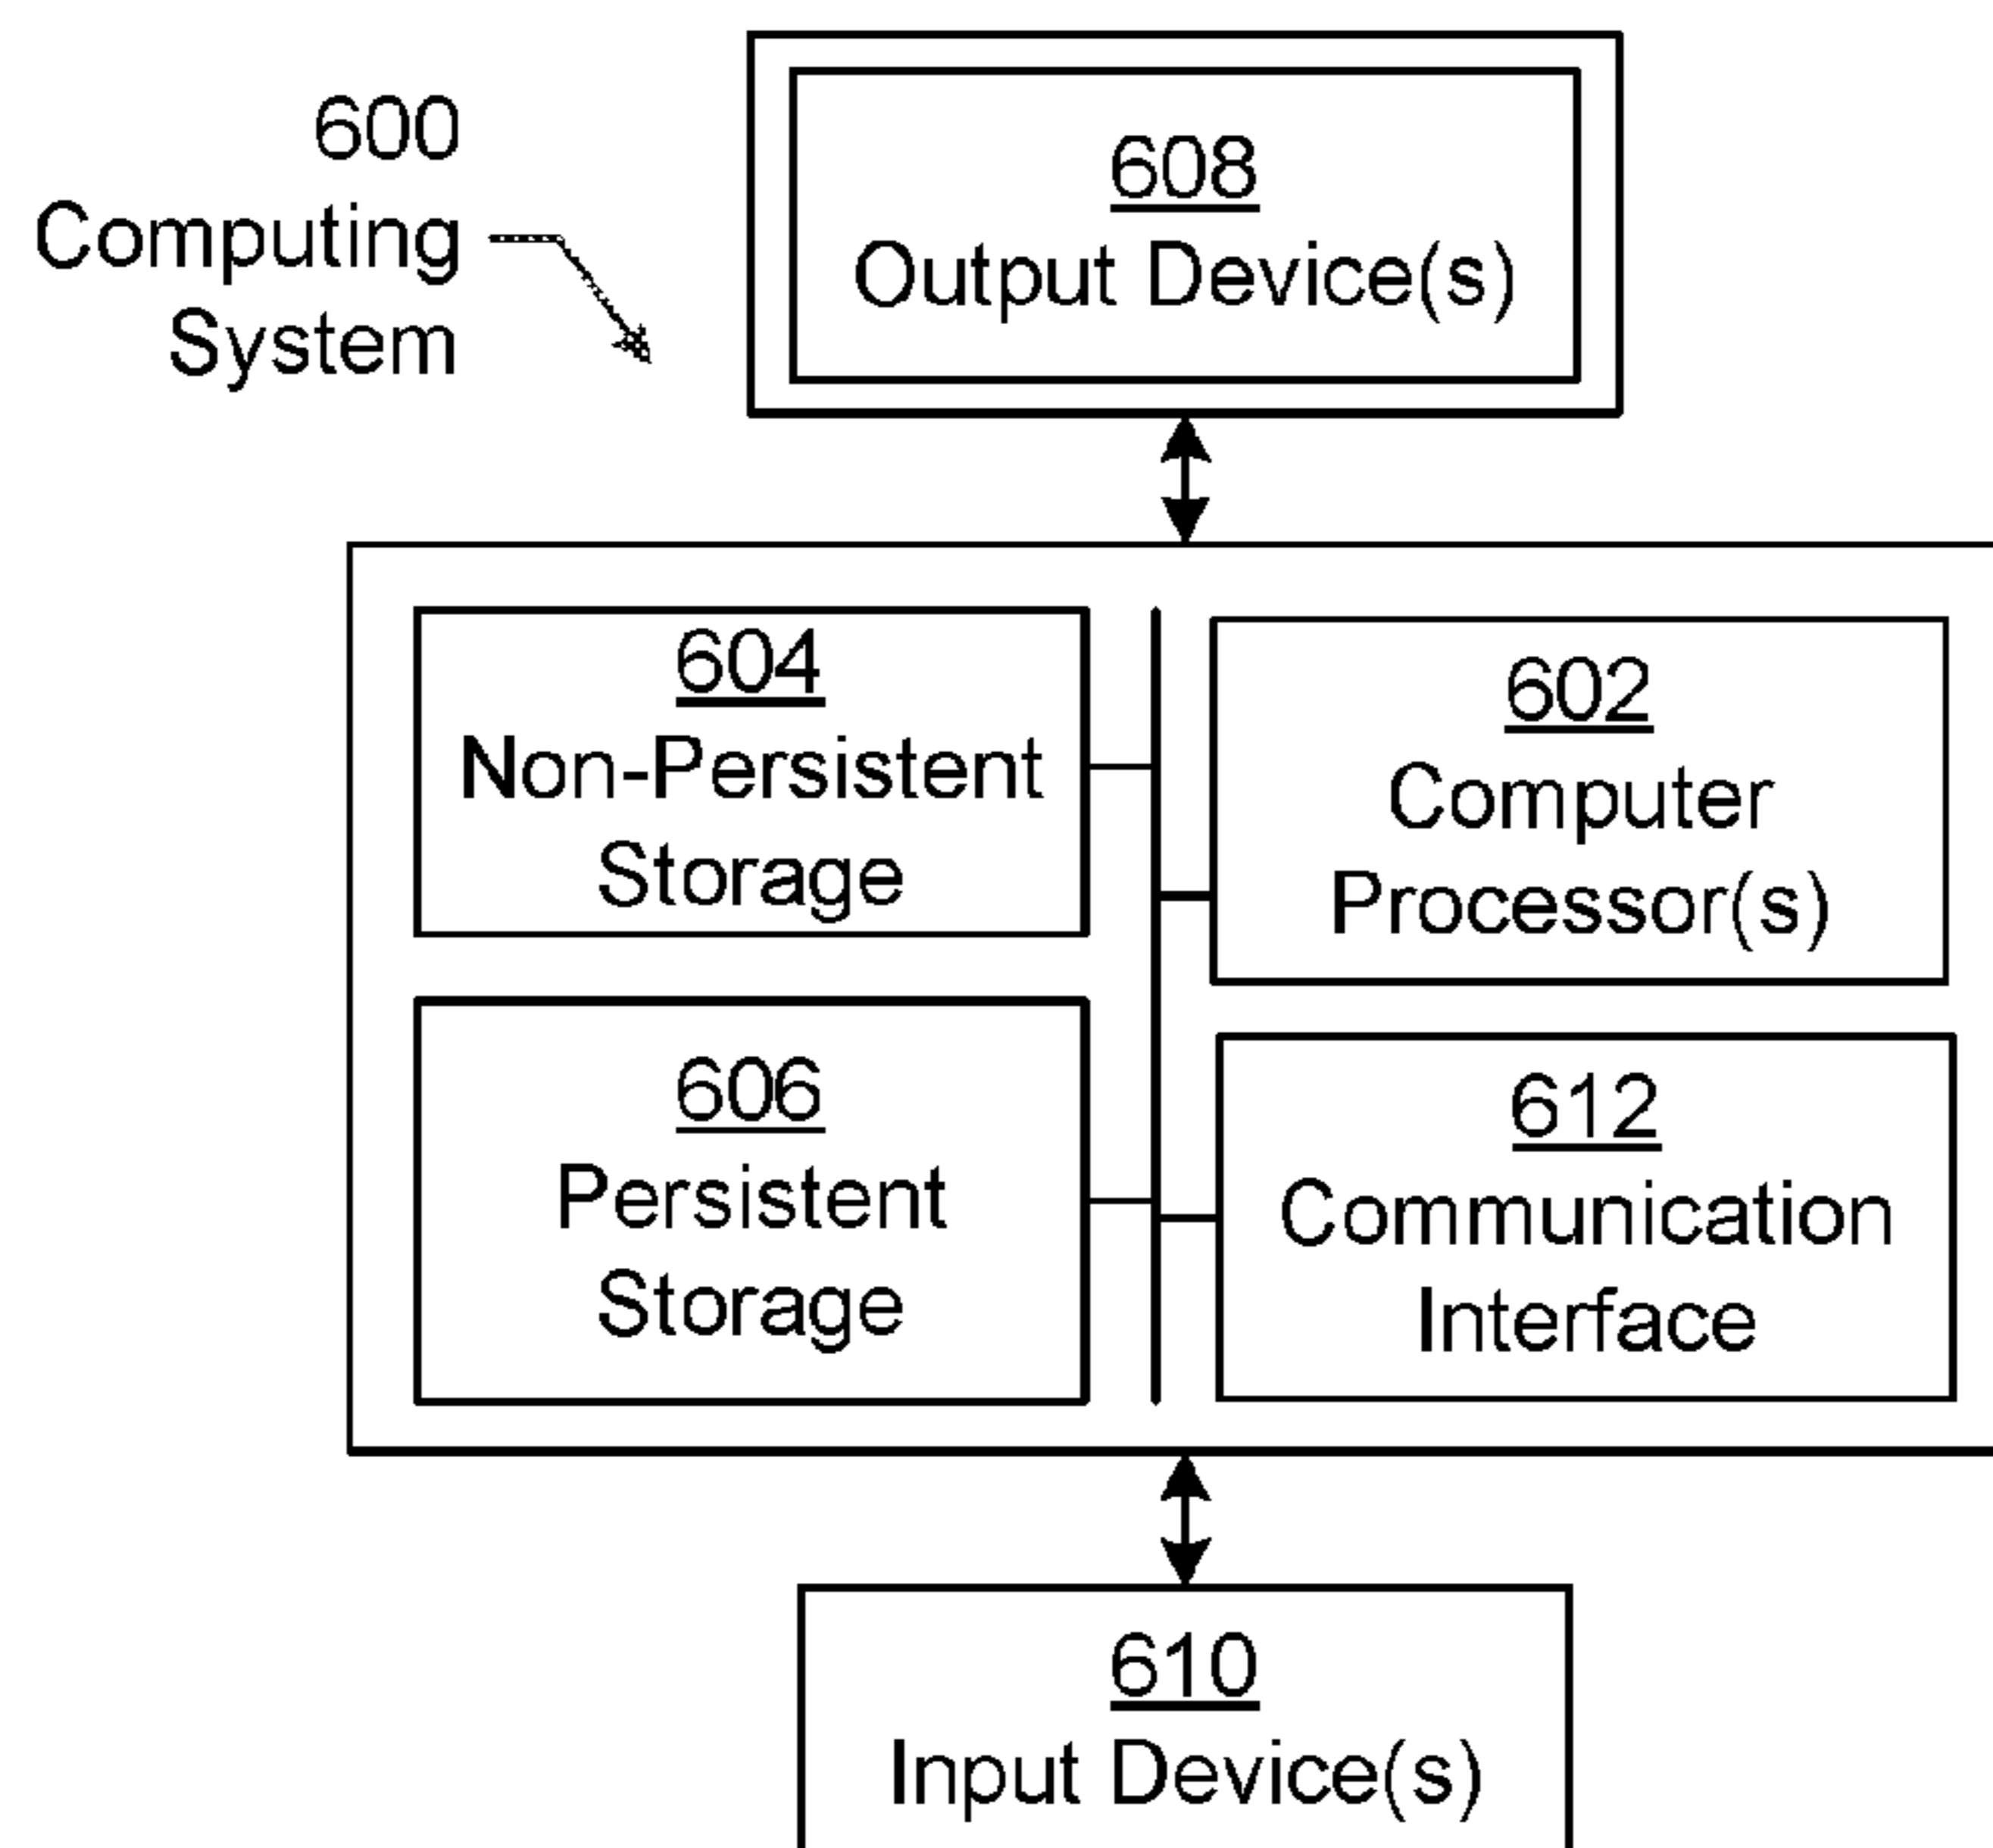 600
Computing
System
608
Output Device(s)
604
Non-Persistent
Storage
602
Computer
Processor(s)
606
Persistent
Storage
612
Communication
Interface
610
Input Device(s)